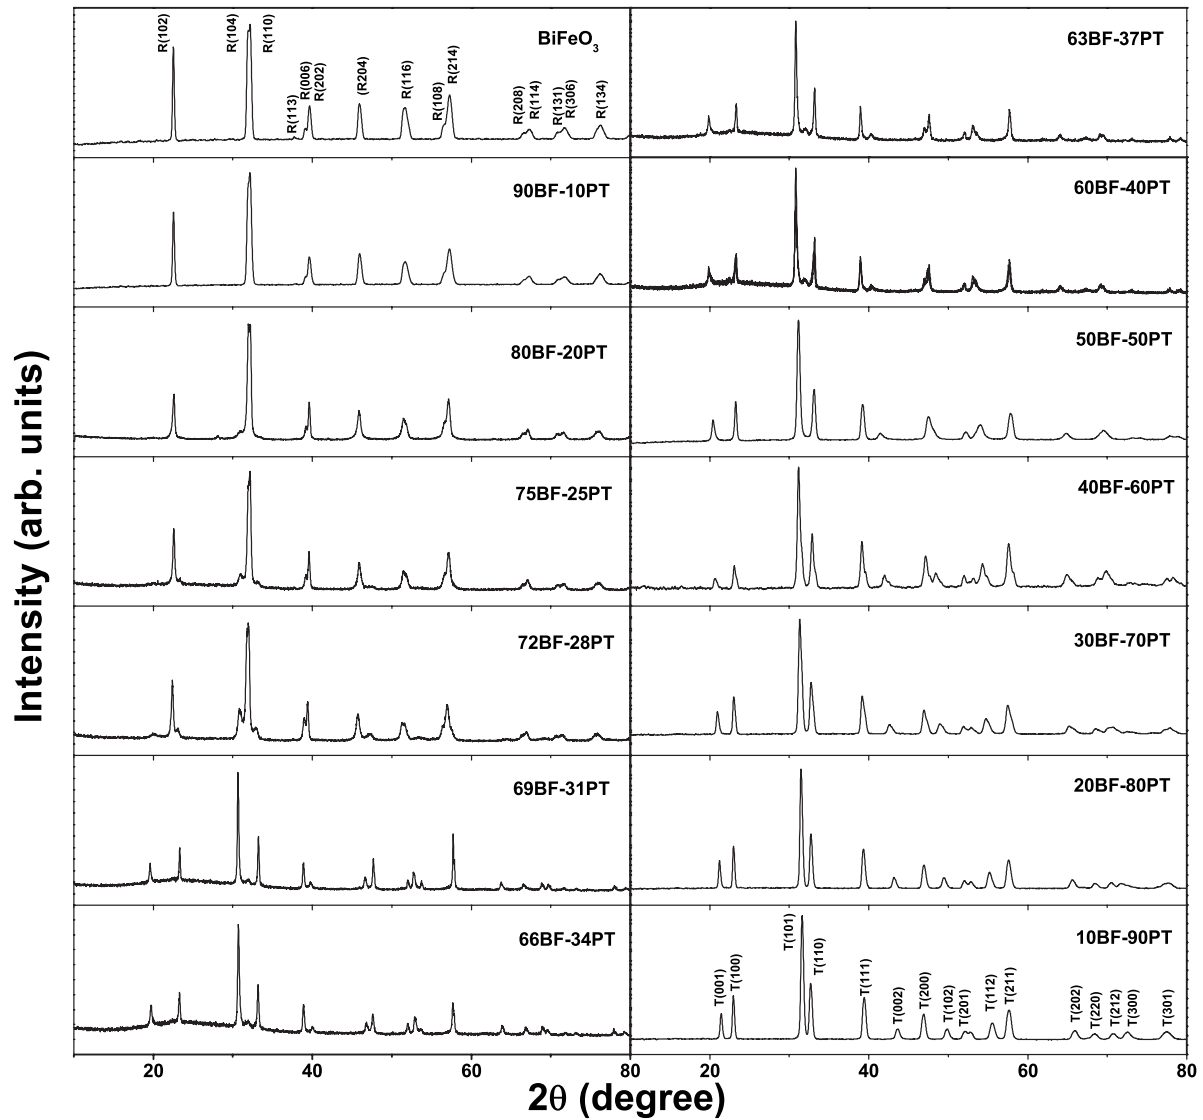 Intensity (arb. units)
R(102)
R(104)
R(110)
R(113)
R(006)
R(202)
(R204)
R(116)
R(108)
R(214)
R(208)
R(114)
R(131)
R(306)
R(134)
BiFeO3
90BF-10PT
80BF-20PT
75BF-25PT
72BF-28PT
69BF-31PT
66BF-34PT
20 40 60 80
63BF-37PT
60BF-40PT
50BF-50PT
40BF-60PT
30BF-70PT
20BF-80PT
10BF-90PT
T(001)
T(100)
T(101)
T(110)
T(111)
T(002)
T(200)
T(102)
T(201)
T(112)
T(211)
T(202)
T(220)
T(212)
T(300)
T(301)
20 40 60 80
2θ (degree)